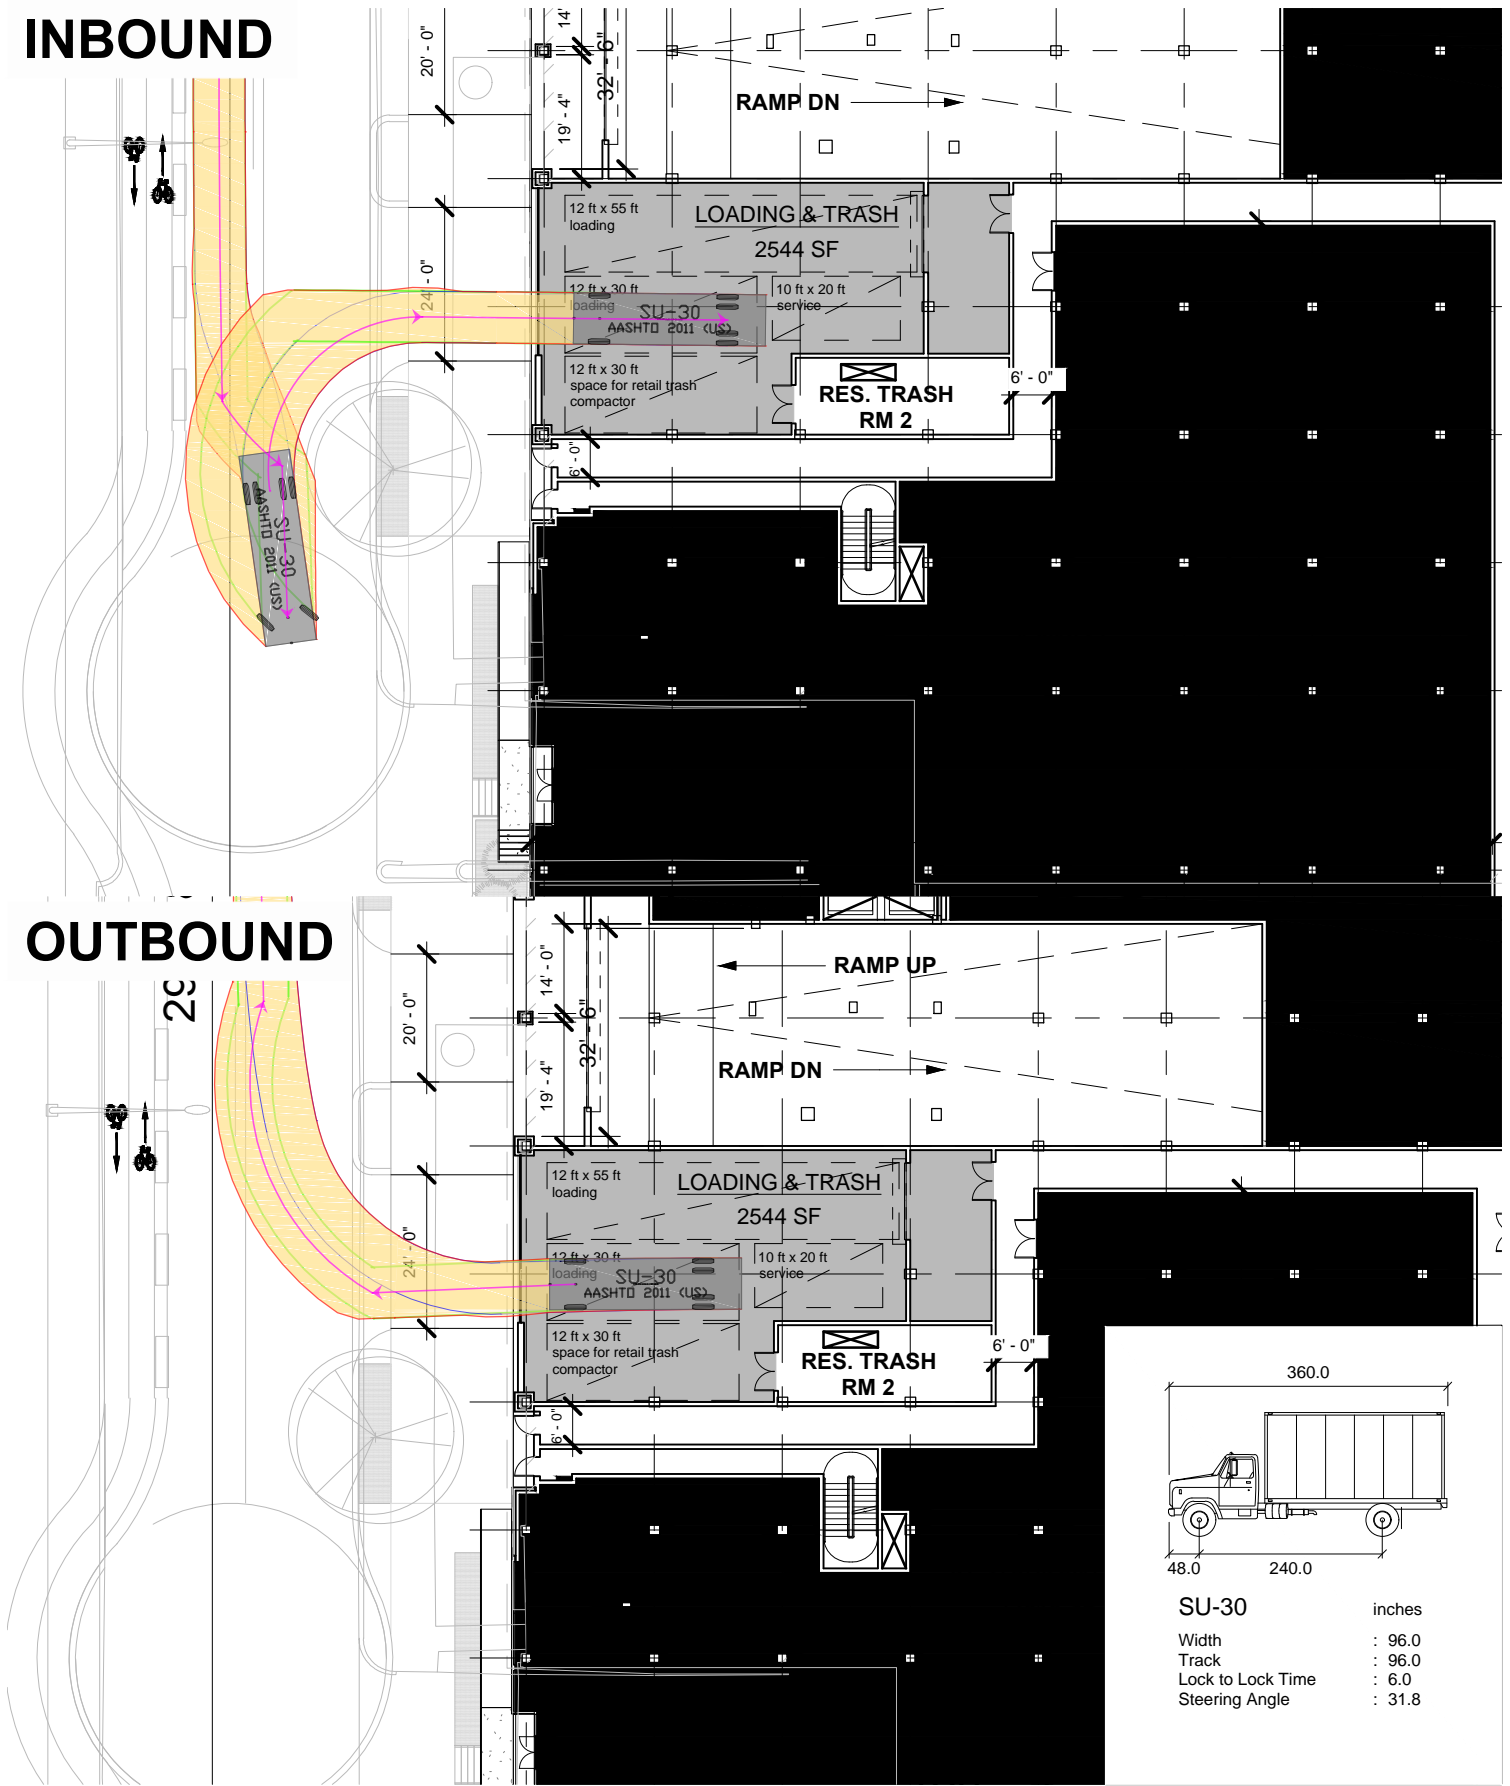 INBOUND
20' - 0"
14'
32' - 6"
19' - 4"
RAMP DN
12 ft x 55 ft
loading
LOADING & TRASH
2544 SF
24' - 0"
12 ft x 30 ft
loading
10 ft x 20 ft
service
SU-30
AASHTO 2011 (US)
12 ft x 30 ft
space for retail trash
compactor
RES. TRASH
RM 2
6' - 0"
6' - 0"
SU-30
AASHTO 2011 (US)
OUTBOUND
29
20' - 0"
14' - 0"
32' - 6"
19' - 4"
RAMP UP
RAMP DN
12 ft x 55 ft
loading
LOADING & TRASH
2544 SF
24' - 0"
12 ft x 30 ft
loading
10 ft x 20 ft
service
SU-30
AASHTO 2011 (US)
12 ft x 30 ft
space for retail trash
compactor
RES. TRASH
RM 2
6' - 0"
6' - 0"
360.0
48.0
240.0
SU-30 inches
Width : 96.0
Track : 96.0
Lock to Lock Time : 6.0
Steering Angle : 31.8